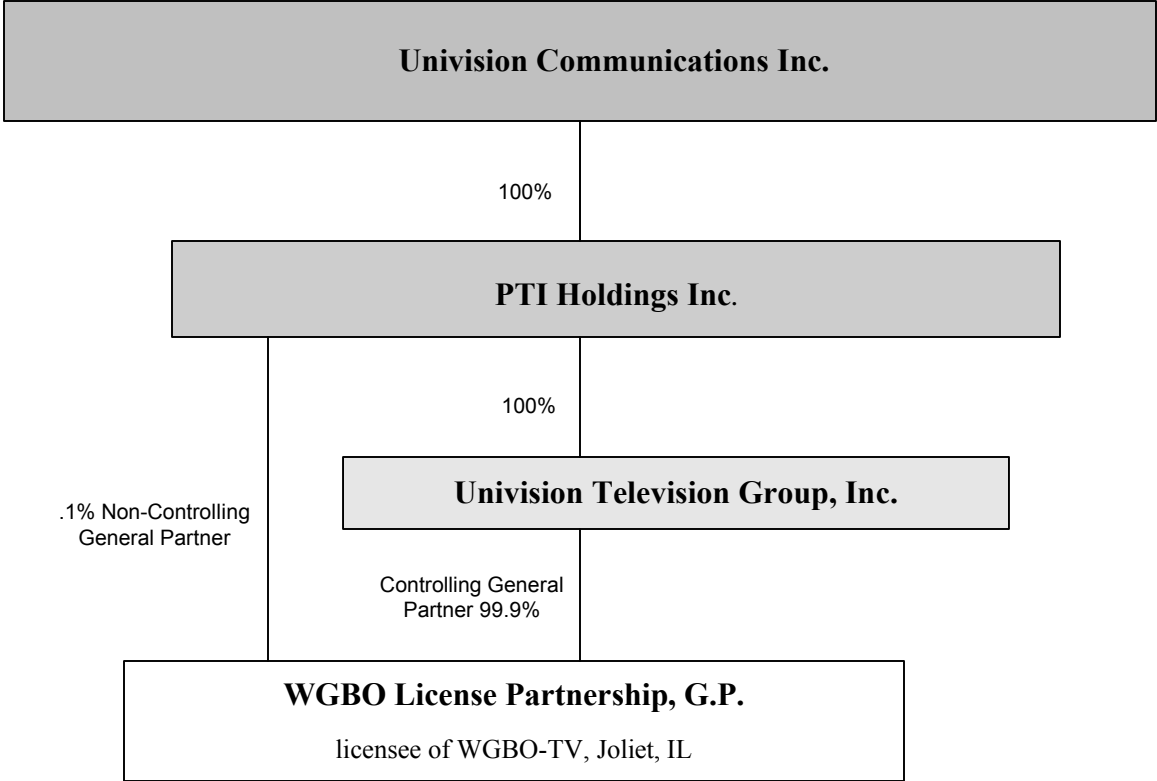 Univision Communications Inc.
100%
PTI Holdings Inc.
100%
Univision Television Group, Inc.
.1% Non-Controlling
General Partner
Controlling General
Partner 99.9%
WGBO License Partnership, G.P.
licensee of WGBO-TV, Joliet, IL